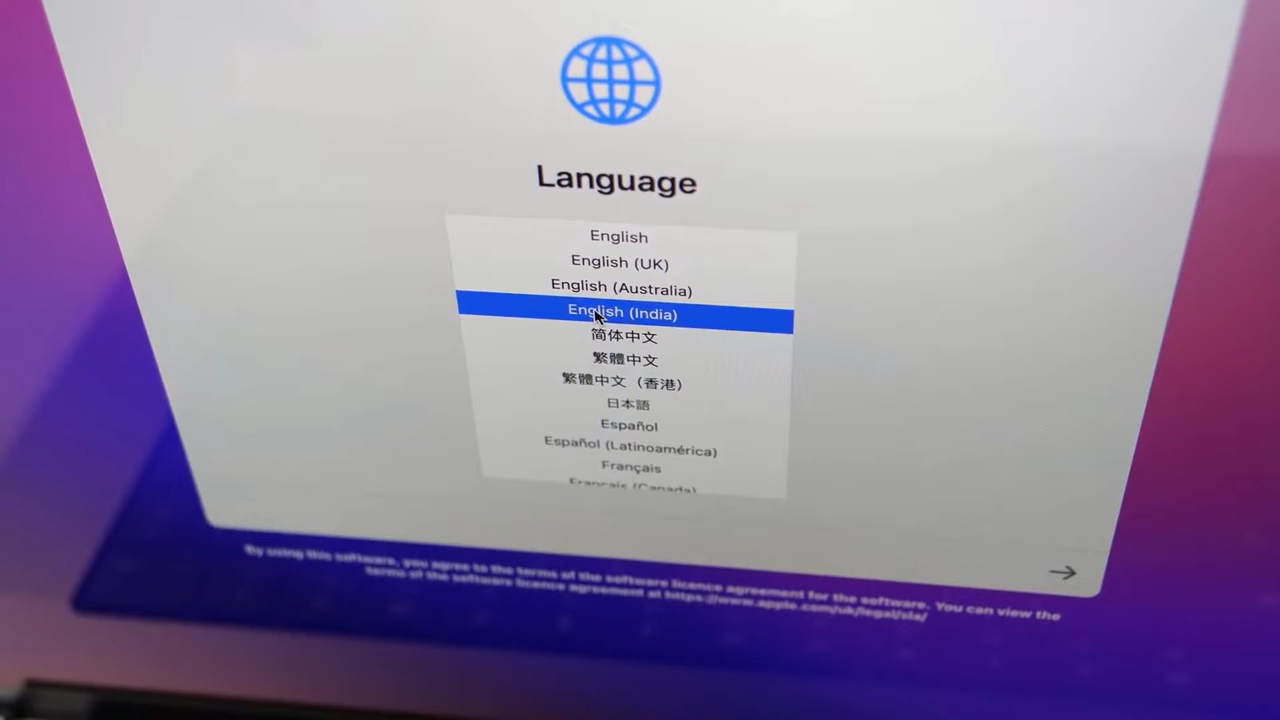 Language
English
English (UK)
English (Australia)
English (India)
简体中文
繁體中文
繁體中文（香港）
日本語
Español
Español (Latinoamérica)
Français
Français (Canada)
By using this software, you agree to the terms of the software licence agreement for the software. You can view the
terms of the software licence agreement at https://www.apple.com/uk/legal/sla/